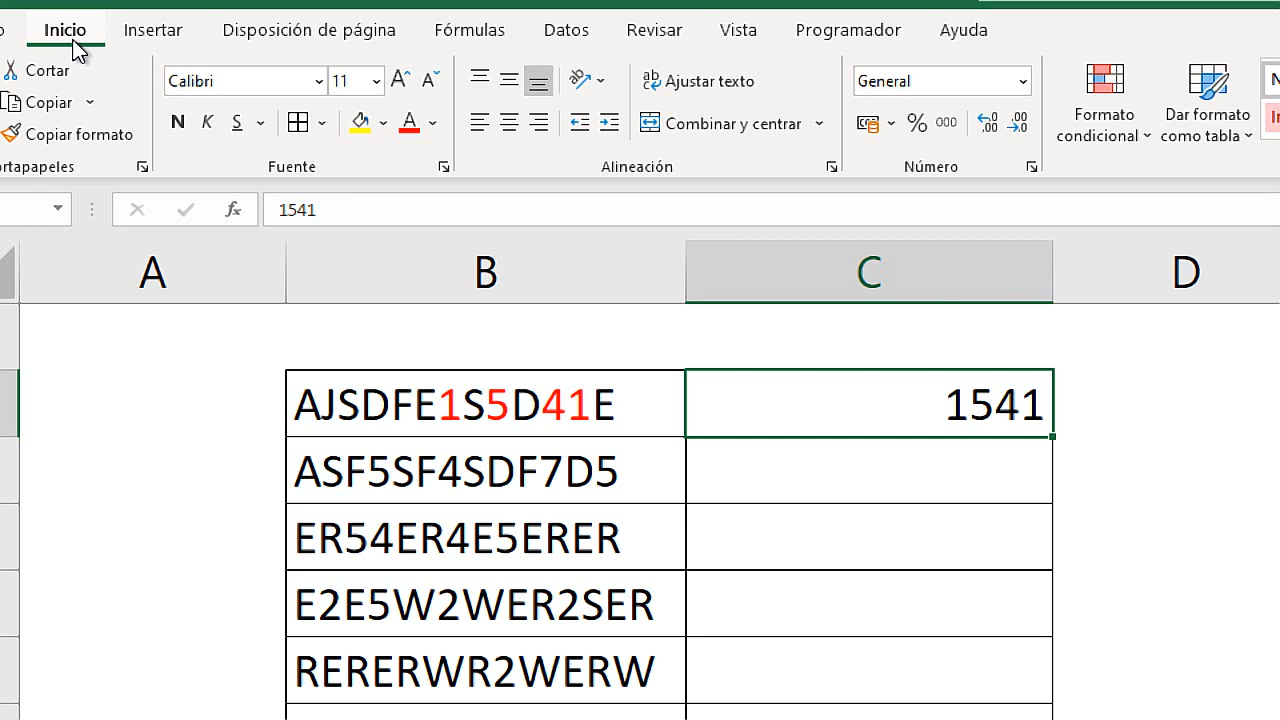 Inicio Insertar Disposición de página Fórmulas Datos Revisar Vista Programador Ayuda
Cortar
Copiar
Copiar formato
Calibri 11
N K S
Ajustar texto
Combinar y centrar
General
% 000
Formato condicional
Dar formato como tabla
Fuente Alineación Número
fx 1541
A B C D
AJSDFE1S5D41E 1541
ASF5SF4SDF7D5
ER54ER4E5ERER
E2E5W2WER2SER
RERERWR2WERW